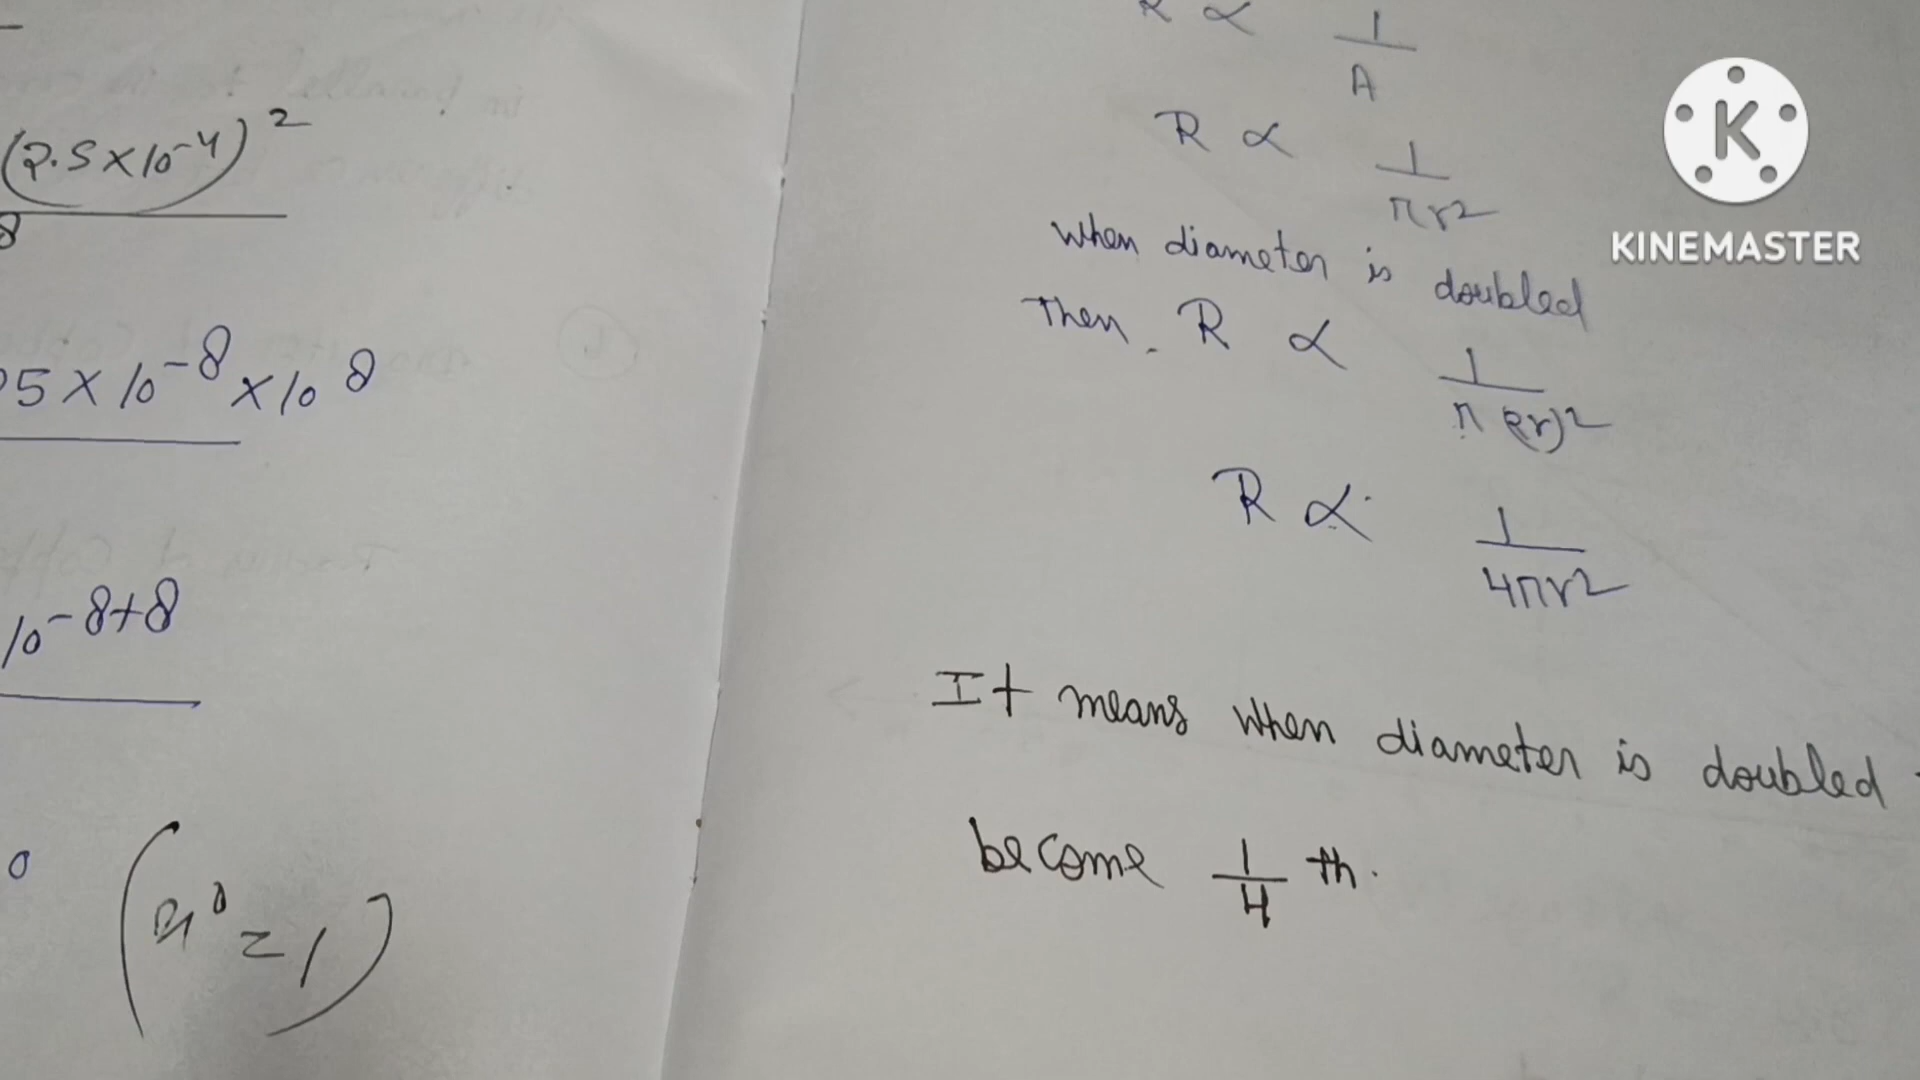 (2.5×10⁻⁴)²
8
5×10⁻⁸×10⁸
10⁻⁸⁺⁸
0
(x⁰=1)
R ∝ 1/A
R ∝ 1/πr²
When diameter is doubled
Then. R ∝ 1/π(2r)²
R ∝ 1/4πr²
It means when diameter is doubled
become 1/4 th.
K
KINEMASTER